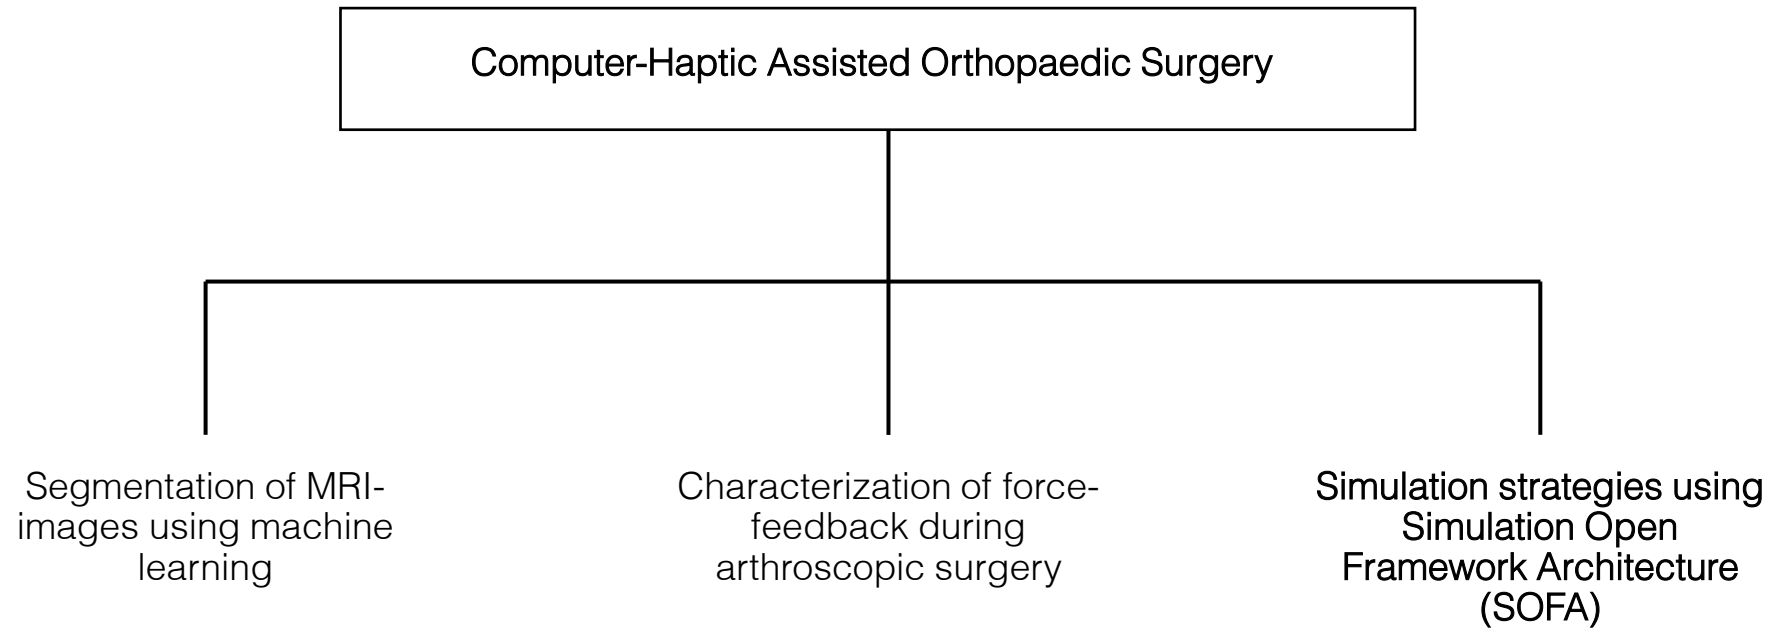 Computer-Haptic Assisted Orthopaedic Surgery
Segmentation of MRI-
images using machine
learning
Characterization of force-
feedback during
arthroscopic surgery
Simulation strategies using
Simulation Open
Framework Architecture
(SOFA)